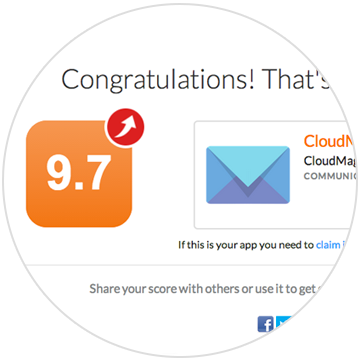 Congratulations! That's
9.7
CloudM
CloudMag
COMMUNIC
If this is your app you need to claim
Share your score with others or use it to get
f